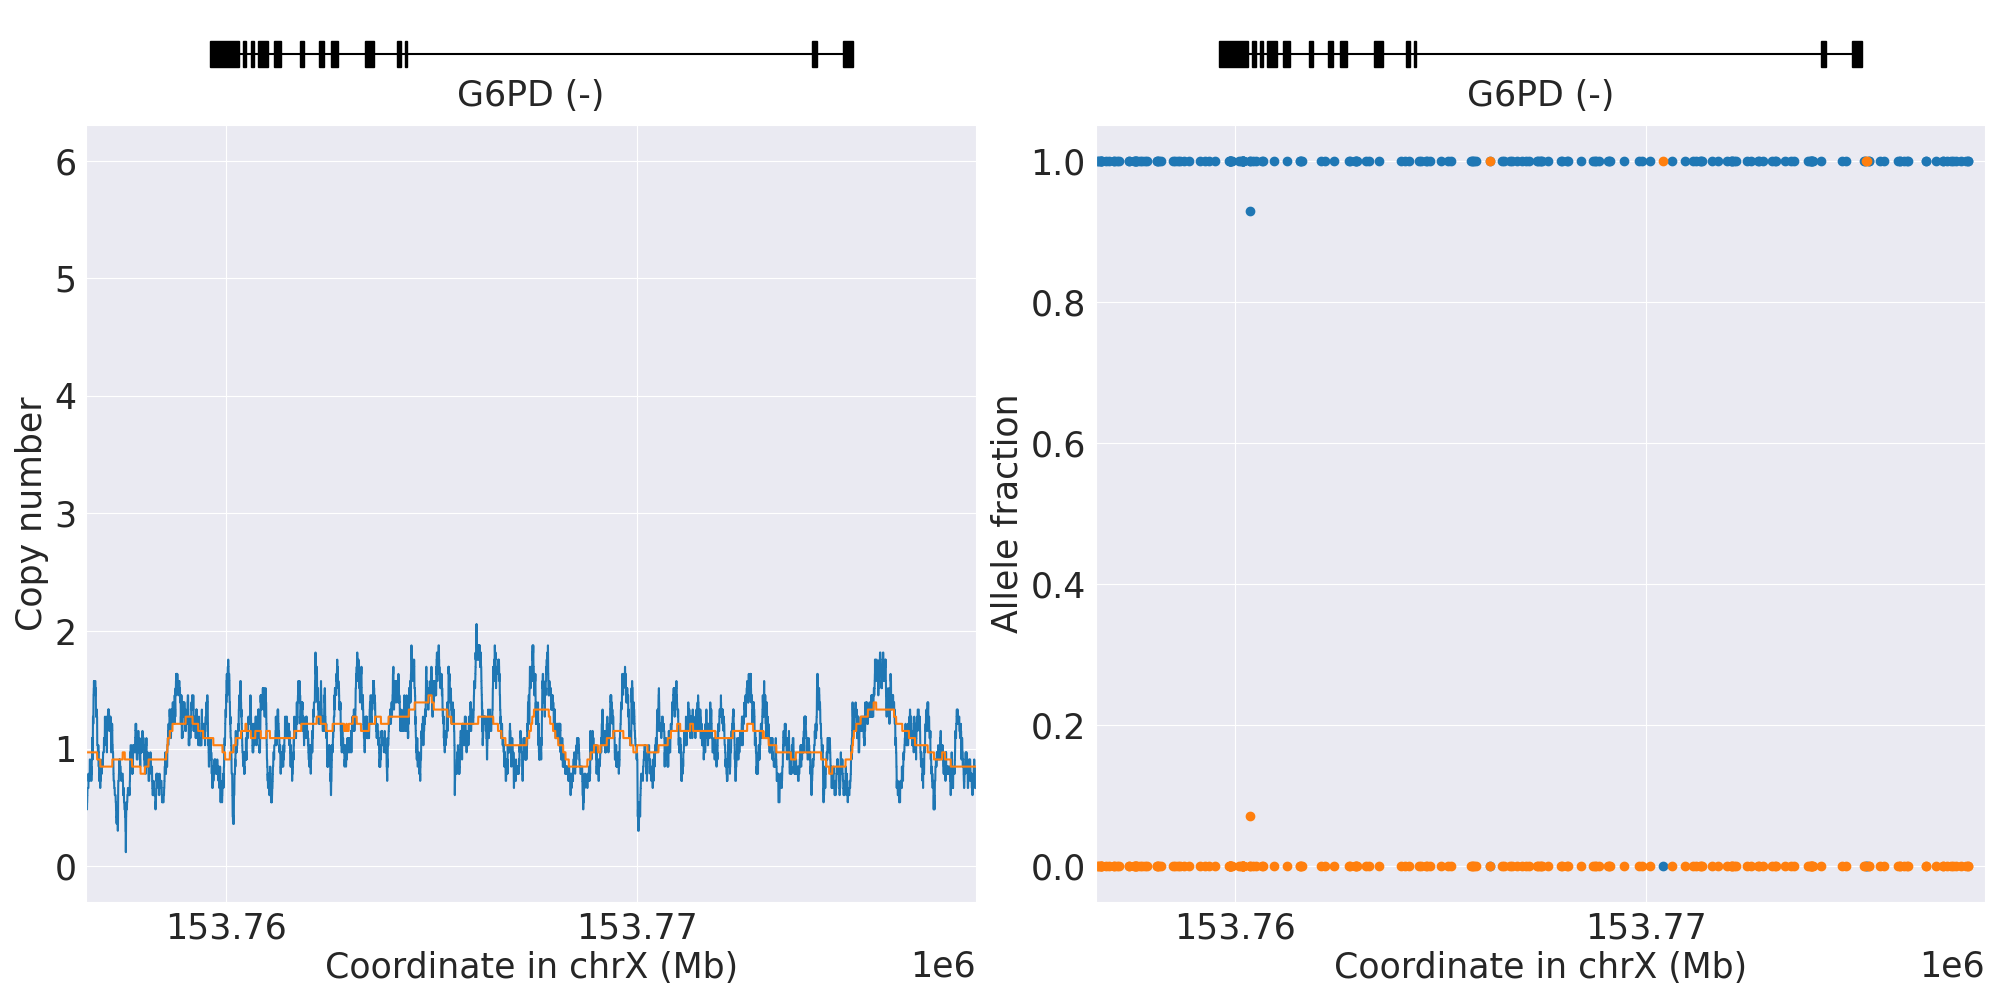 G6PD (-)
6
5
4
3
2
1
0
Copy number
153.76
153.77
Coordinate in chrX (Mb)
1e6
G6PD (-)
1.0
0.8
0.6
0.4
0.2
0.0
Allele fraction
153.76
153.77
Coordinate in chrX (Mb)
1e6